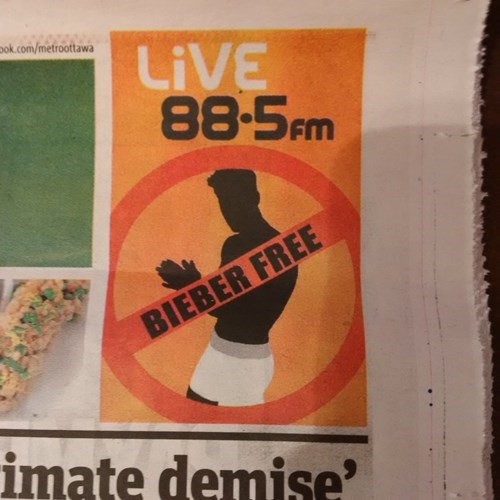 ook.com/metroottawa
LiVE
88.5fm
BIEBER FREE
imate demise'